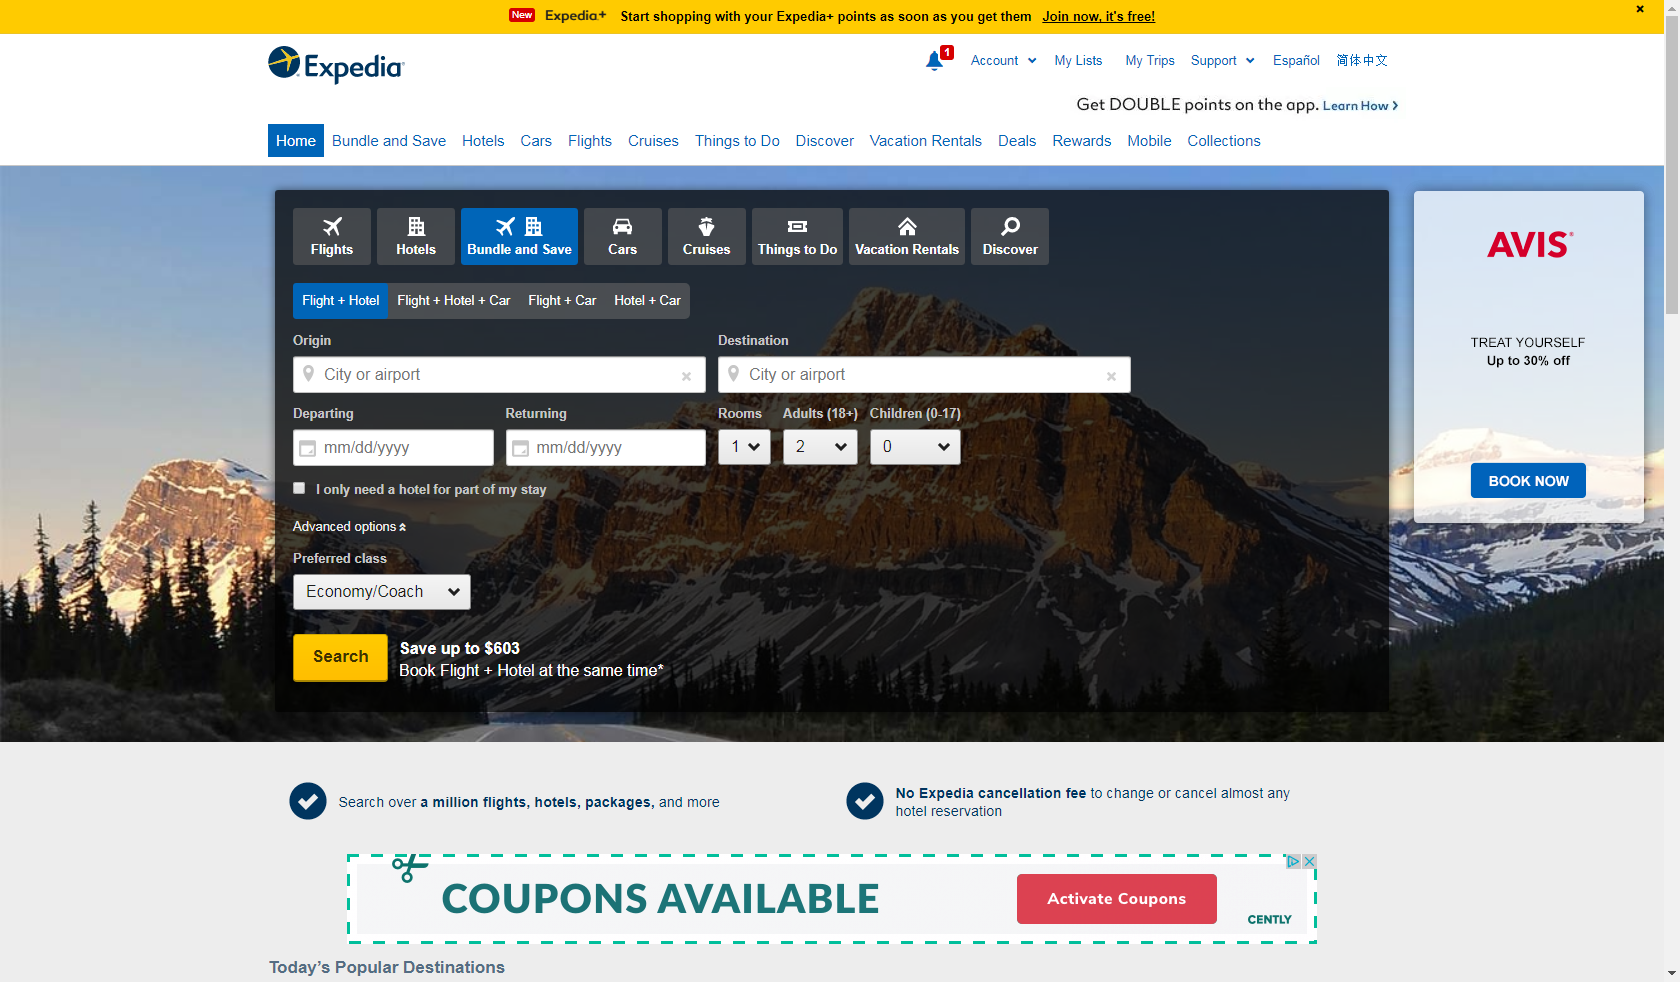 New Expedia+ Start shopping with your Expedia+ points as soon as you get them Join now, it's free!
Expedia
1 Account My Lists My Trips Support Español 简体中文
Get DOUBLE points on the app. Learn How
Home Bundle and Save Hotels Cars Flights Cruises Things to Do Discover Vacation Rentals Deals Rewards Mobile Collections
Flights Hotels Bundle and Save Cars Cruises Things to Do Vacation Rentals Discover
Flight + Hotel Flight + Hotel + Car Flight + Car Hotel + Car
Origin Destination
City or airport City or airport
Departing Returning Rooms Adults (18+) Children (0-17)
mm/dd/yyyy mm/dd/yyyy 1 2 0
I only need a hotel for part of my stay
Advanced options
Preferred class
Economy/Coach
Search
Save up to $603
Book Flight + Hotel at the same time*
AVIS
TREAT YOURSELF
Up to 30% off
BOOK NOW
Search over a million flights, hotels, packages, and more
No Expedia cancellation fee to change or cancel almost any
hotel reservation
COUPONS AVAILABLE
Activate Coupons
CENTLY
Today's Popular Destinations